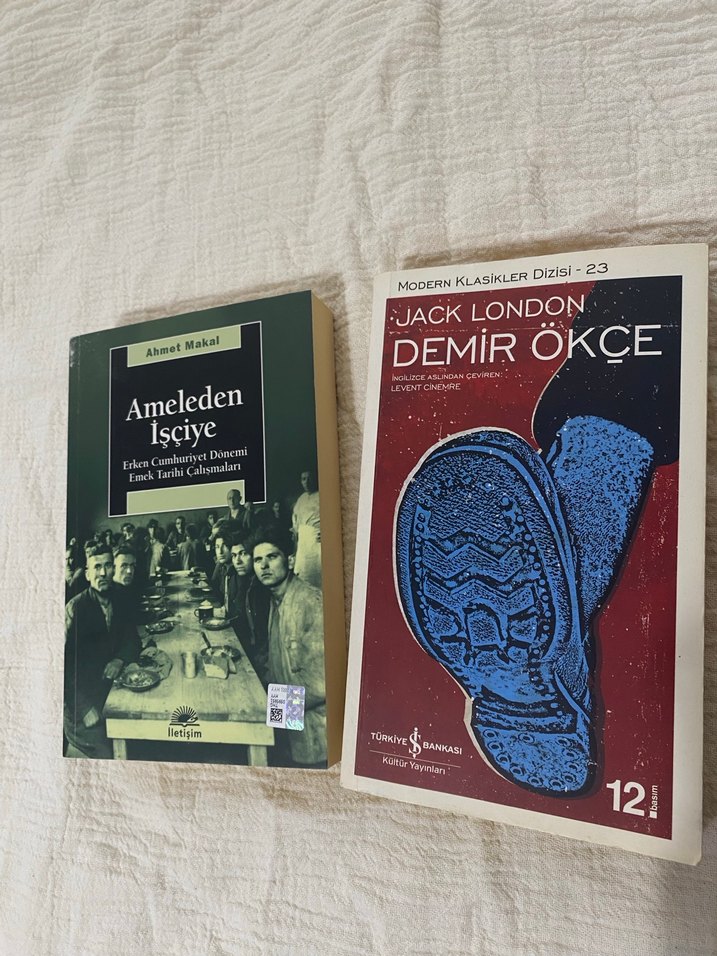 Ahmet Makal
Ameleden
İşçiye
Erken Cumhuriyet Dönemi
Emek Tarihi Çalışmaları
İletişim
MODERN KLASİKLER DİZİSİ - 23
JACK LONDON
DEMİR ÖKÇE
İNGİLİZCE ASLINDAN ÇEVİREN:
LEVENT CİNEMRE
TÜRKİYE İŞ BANKASI
Kültür Yayınları
12.
basım